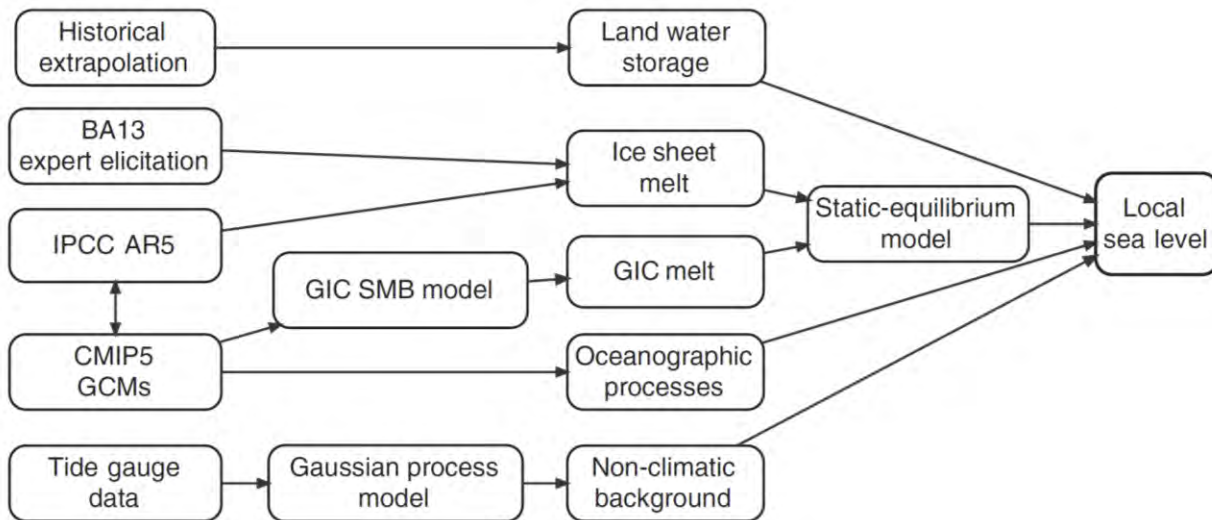 Historical
extrapolation
Land water
storage
BA13
expert elicitation
Ice sheet
melt
IPCC AR5
Static-equilibrium
model
Local
sea level
GIC SMB model
GIC melt
CMIP5
GCMs
Oceanographic
processes
Tide gauge
data
Gaussian process
model
Non-climatic
background